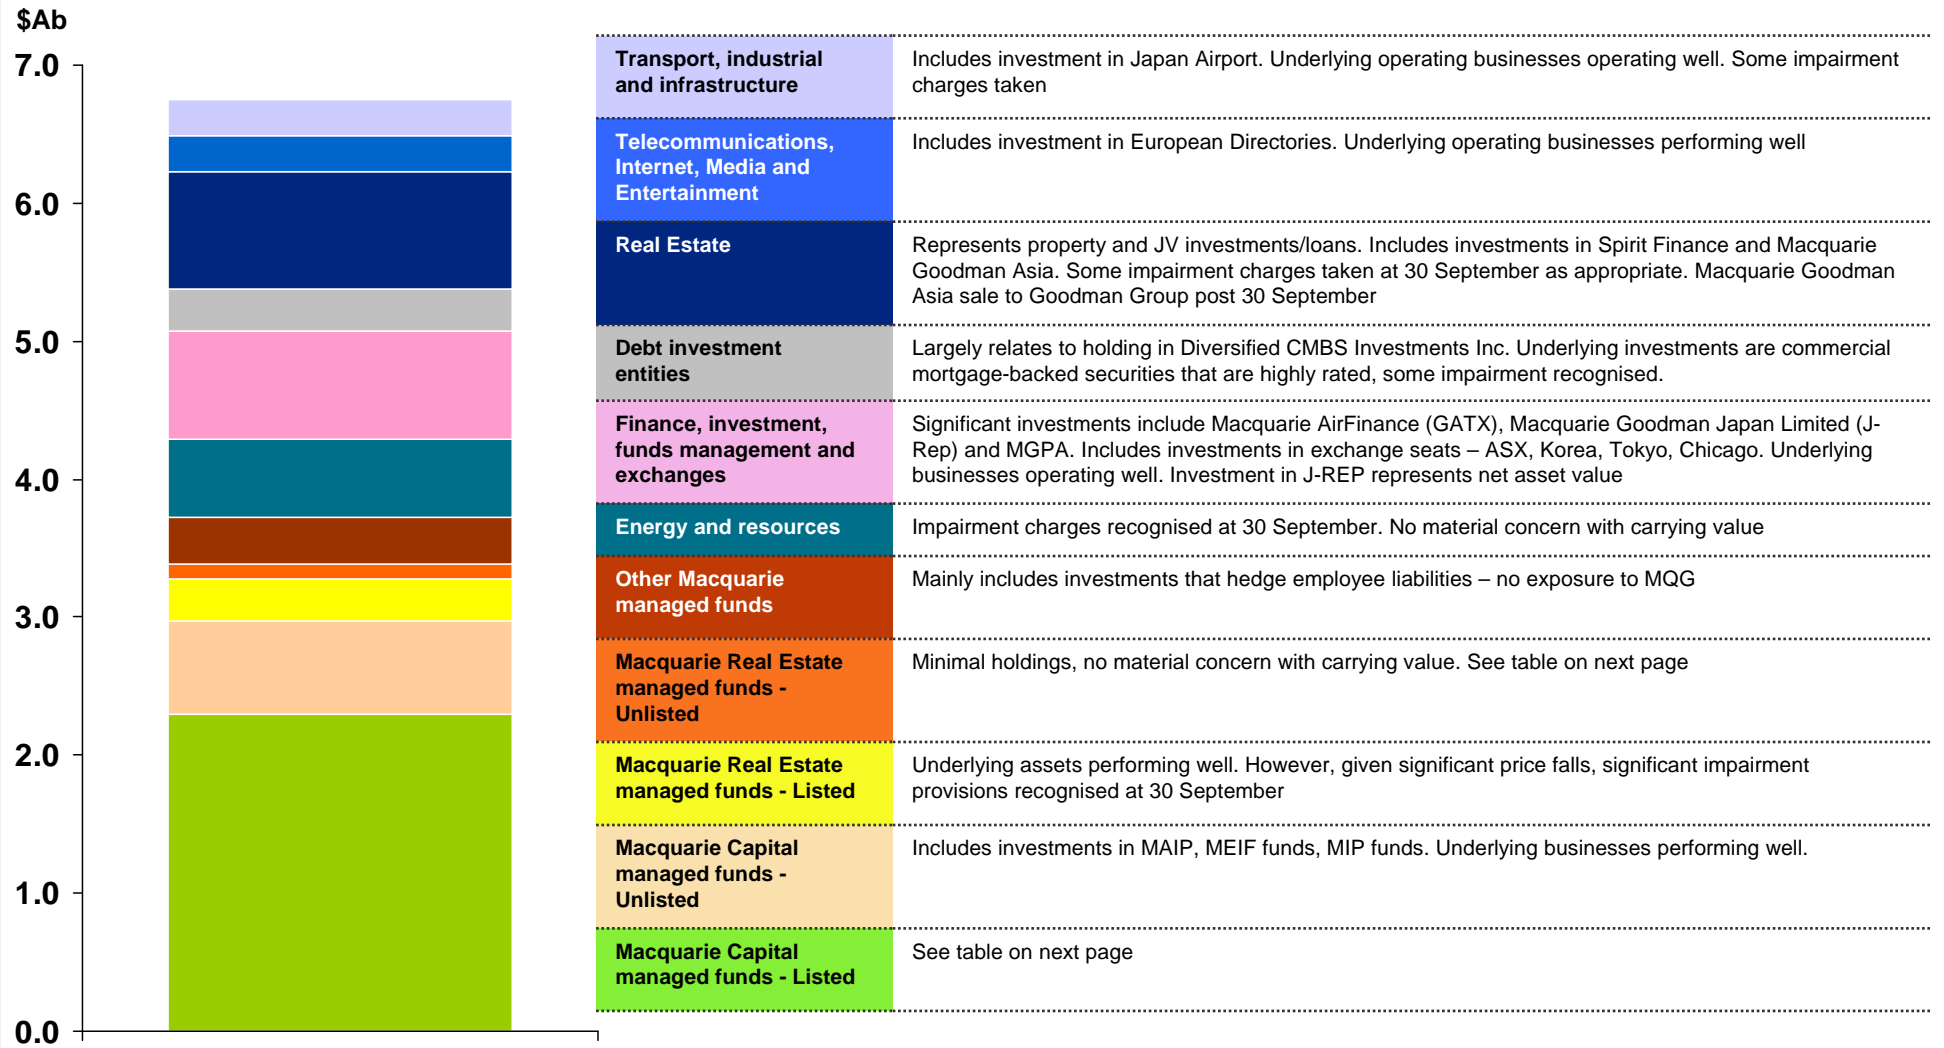 $Ab
7.0
6.0
5.0
4.0
3.0
2.0
1.0
0.0
Transport, industrial
and infrastructure
Includes investment in Japan Airport. Underlying operating businesses operating well. Some impairment
charges taken
Telecommunications,
Internet, Media and
Entertainment
Includes investment in European Directories. Underlying operating businesses performing well
Real Estate
Represents property and JV investments/loans. Includes investments in Spirit Finance and Macquarie
Goodman Asia. Some impairment charges taken at 30 September as appropriate. Macquarie Goodman
Asia sale to Goodman Group post 30 September
Debt investment
entities
Largely relates to holding in Diversified CMBS Investments Inc. Underlying investments are commercial
mortgage-backed securities that are highly rated, some impairment recognised.
Finance, investment,
funds management and
exchanges
Significant investments include Macquarie AirFinance (GATX), Macquarie Goodman Japan Limited (J-
Rep) and MGPA. Includes investments in exchange seats – ASX, Korea, Tokyo, Chicago. Underlying
businesses operating well. Investment in J-REP represents net asset value
Energy and resources
Impairment charges recognised at 30 September. No material concern with carrying value
Other Macquarie
managed funds
Mainly includes investments that hedge employee liabilities – no exposure to MQG
Macquarie Real Estate
managed funds -
Unlisted
Minimal holdings, no material concern with carrying value. See table on next page
Macquarie Real Estate
managed funds - Listed
Underlying assets performing well. However, given significant price falls, significant impairment
provisions recognised at 30 September
Macquarie Capital
managed funds -
Unlisted
Includes investments in MAIP, MEIF funds, MIP funds. Underlying businesses performing well.
Macquarie Capital
managed funds - Listed
See table on next page